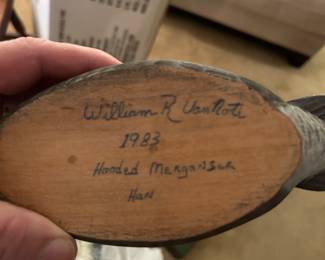 William R VanNote
1983
Hooded Merganser
Hen